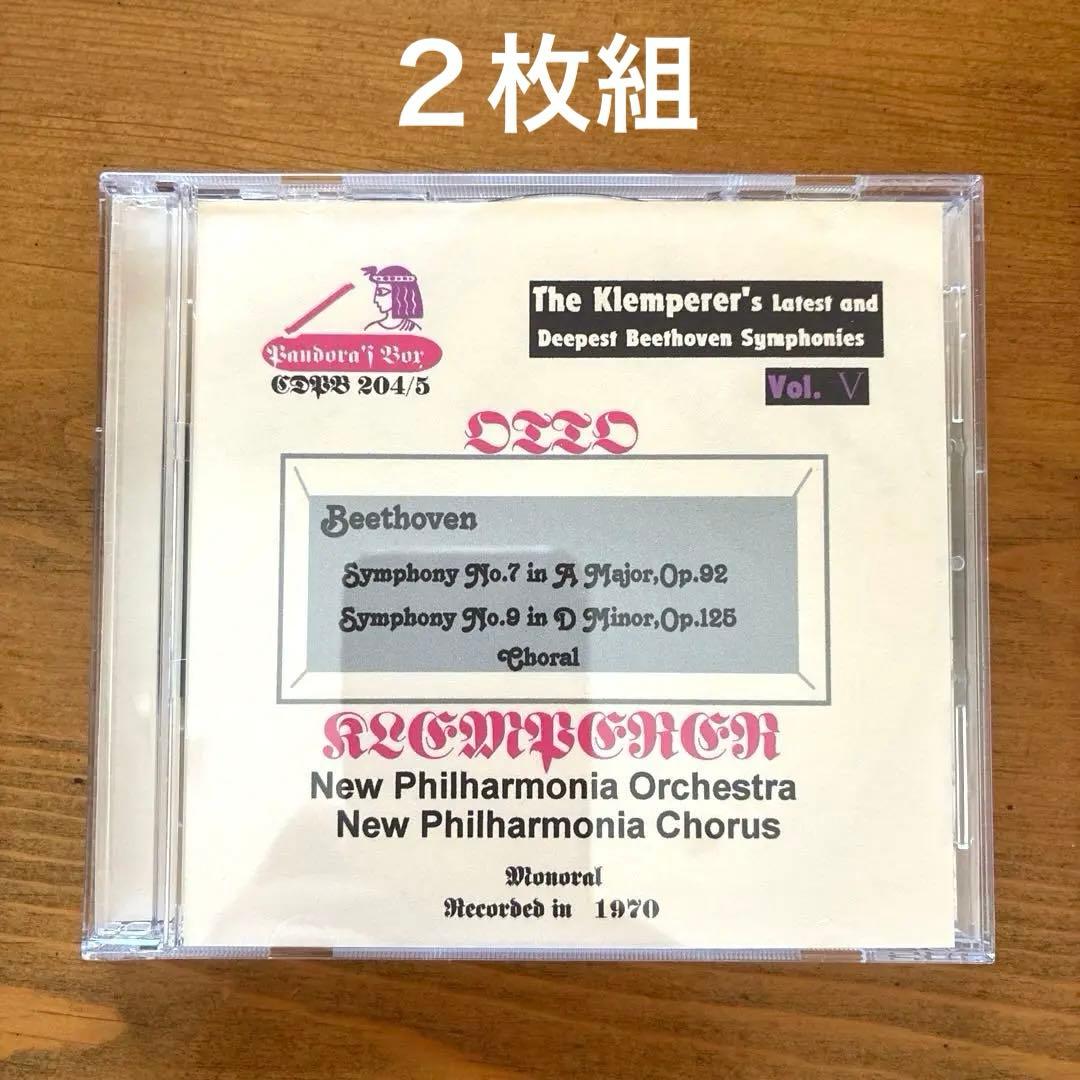 ２枚組
Pandora's Box
CDPB 204/5
The Klemperer's Latest and
Deepest Beethoven Symphonies
Vol. V
OTTO
Beethoven
Symphony No.7 in A Major,Op.92
Symphony No.9 in D Minor,Op.125
Choral
KLEMPERER
New Philharmonia Orchestra
New Philharmonia Chorus
Monoral
Recorded in 1970